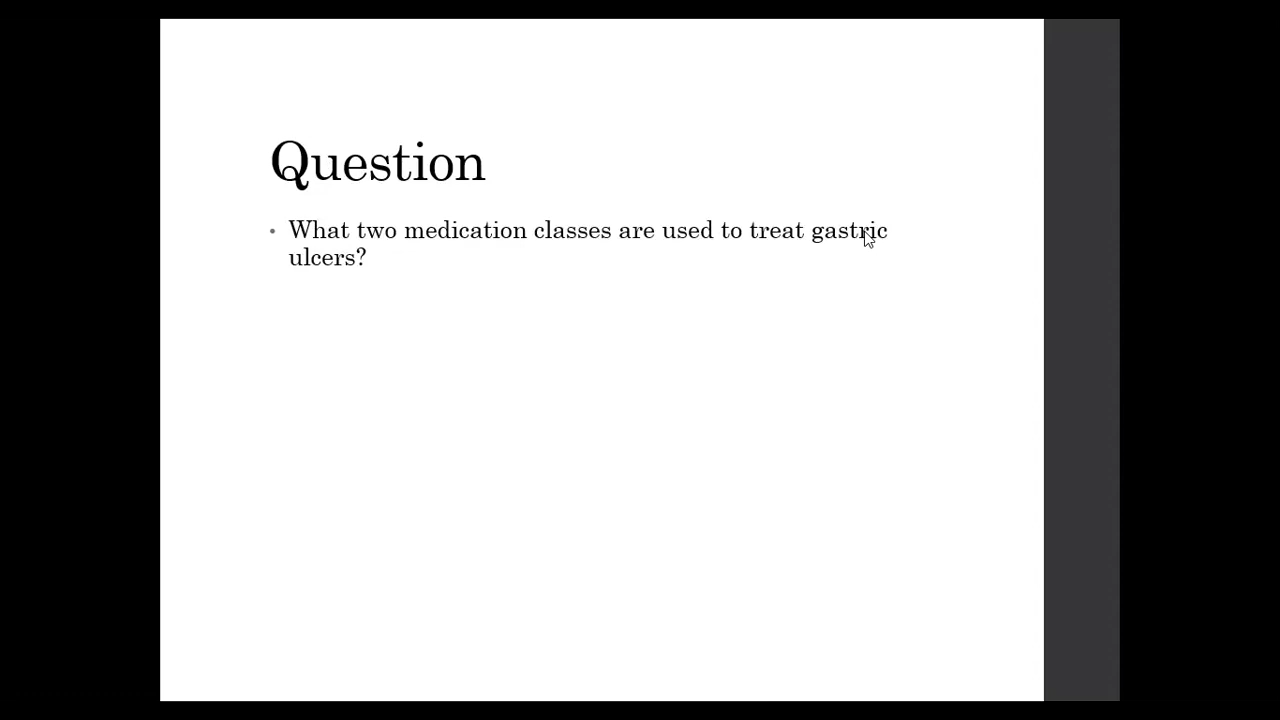 Question
• What two medication classes are used to treat gastric
ulcers?